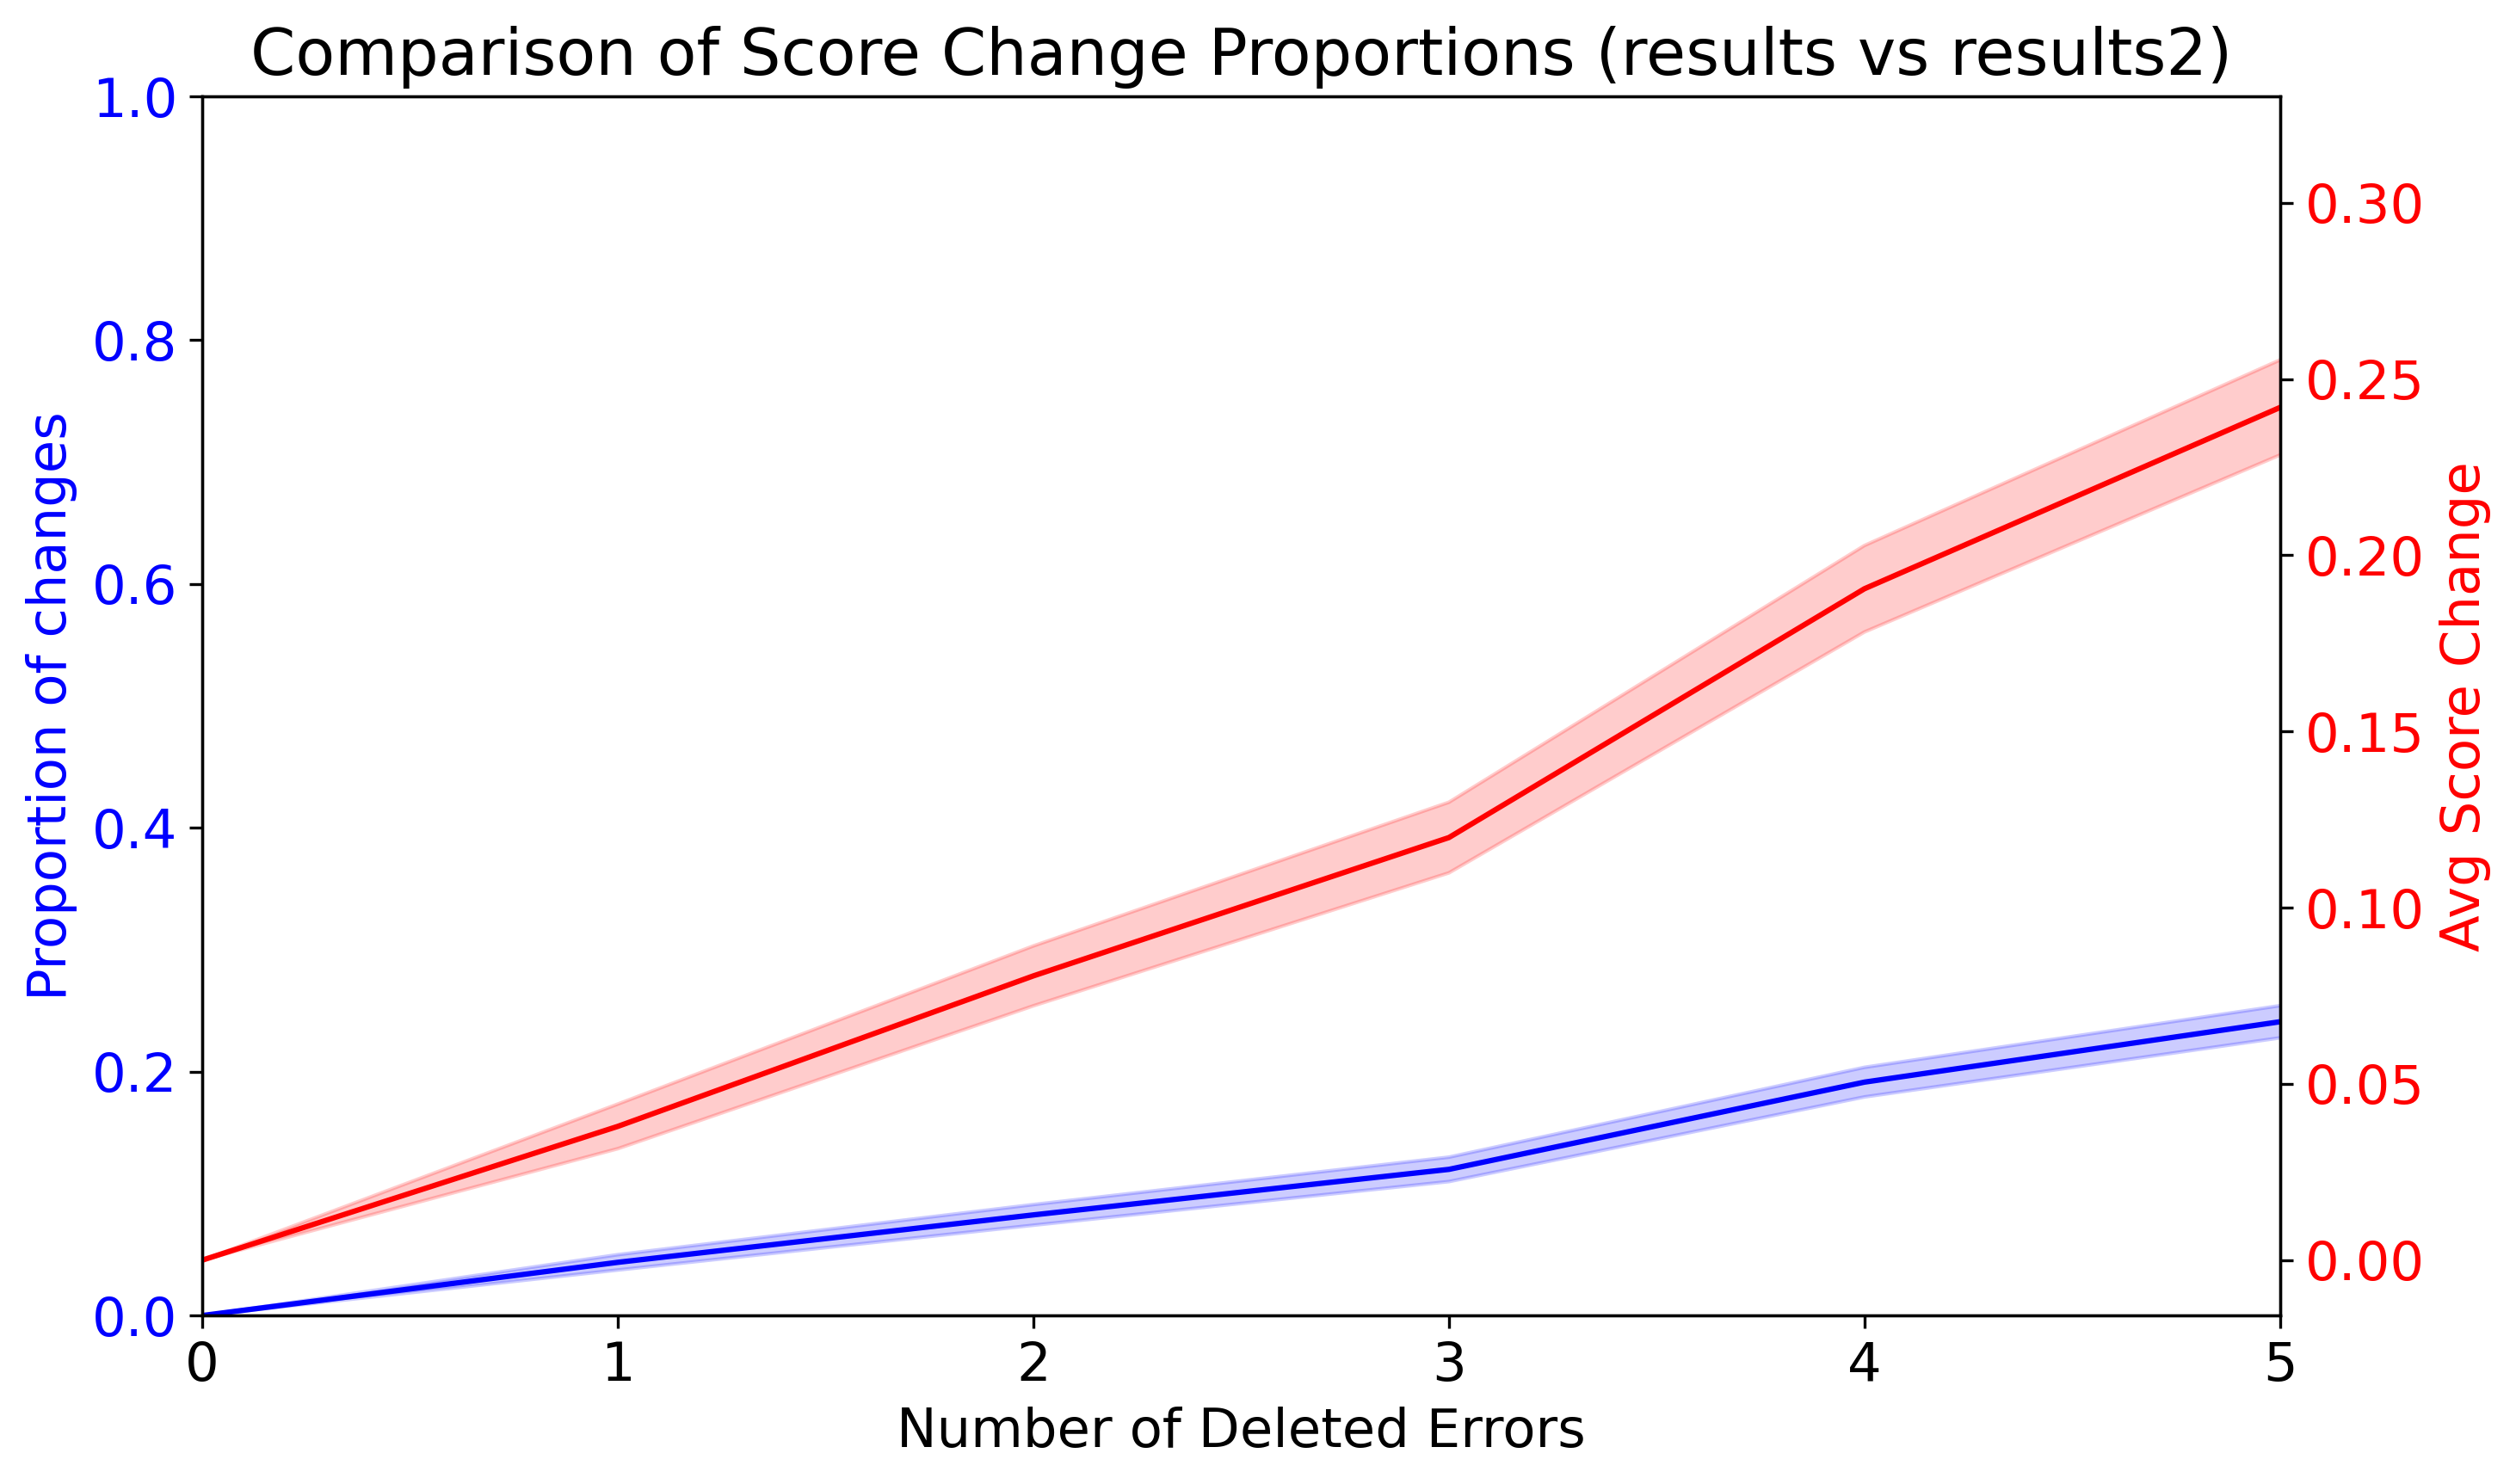 Comparison of Score Change Proportions (results vs results2)
Proportion of changes
1.0
0.8
0.6
0.4
0.2
0.0
0 1 2 3 4 5
Number of Deleted Errors
0.30
0.25
0.20
0.15
0.10
0.05
0.00
Avg Score Change